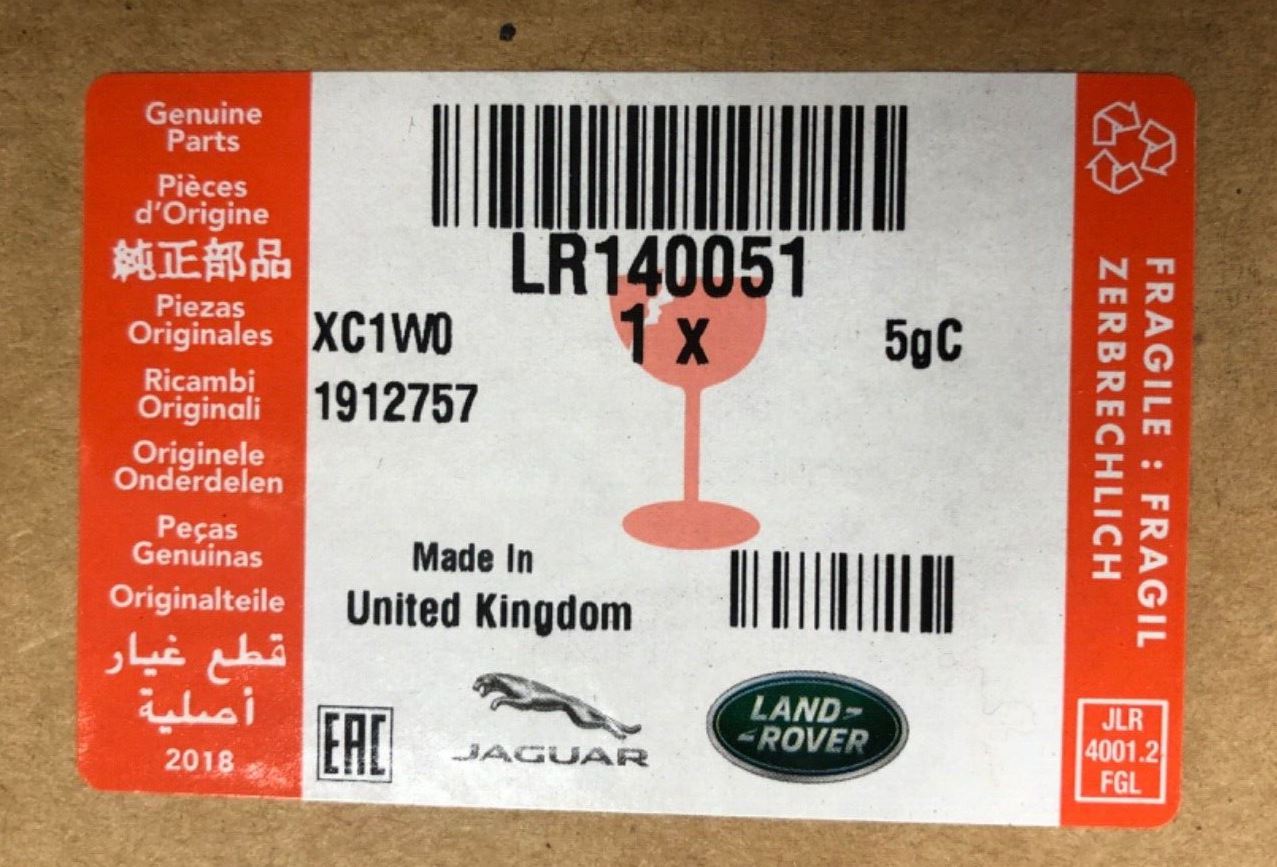 Genuine
Parts
Pièces
d'Origine
純正部品
Piezas
Originales
Ricambi
Originali
Originele
Onderdelen
Peças
Genuinas
Originalteile
قطع غيار
أصلية
2018
LR140051
1 x
XC1W0
5gC
1912757
Made In
United Kingdom
EAC
JAGUAR
LAND-
-ROVER
FRAGILE : FRAGIL
ZERBRECHLICH
JLR
4001.2
FGL